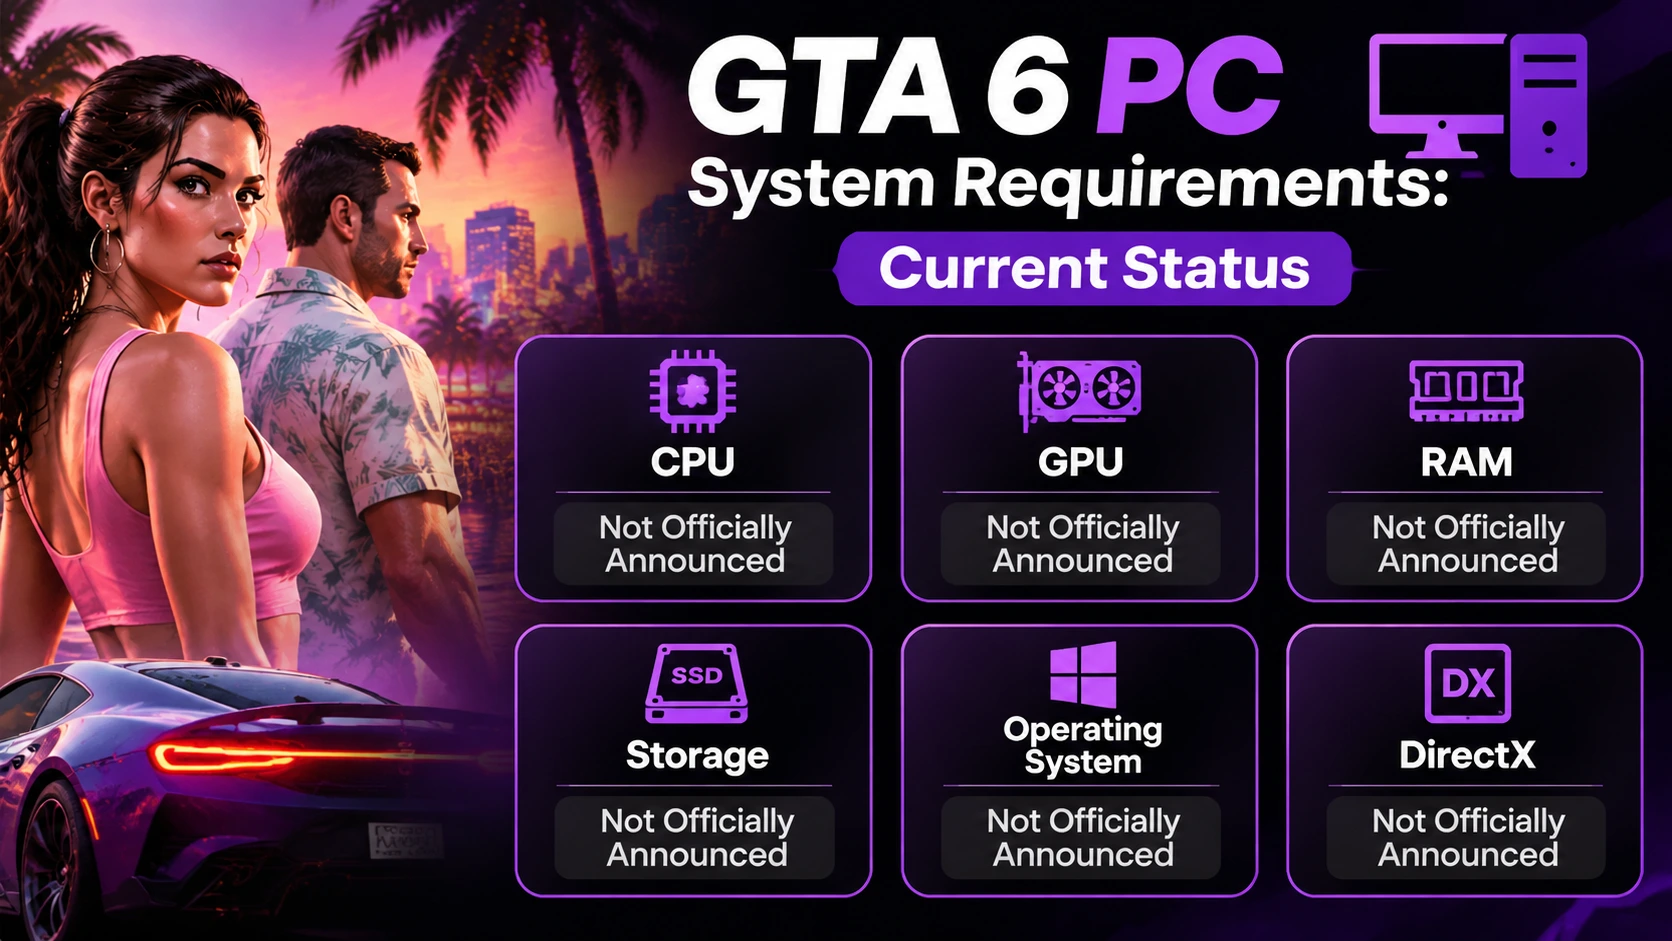 GTA 6 PC
System Requirements:
Current Status
CPU
Not Officially
Announced
GPU
Not Officially
Announced
RAM
Not Officially
Announced
SSD
Storage
Not Officially
Announced
Operating
System
Not Officially
Announced
DX
DirectX
Not Officially
Announced